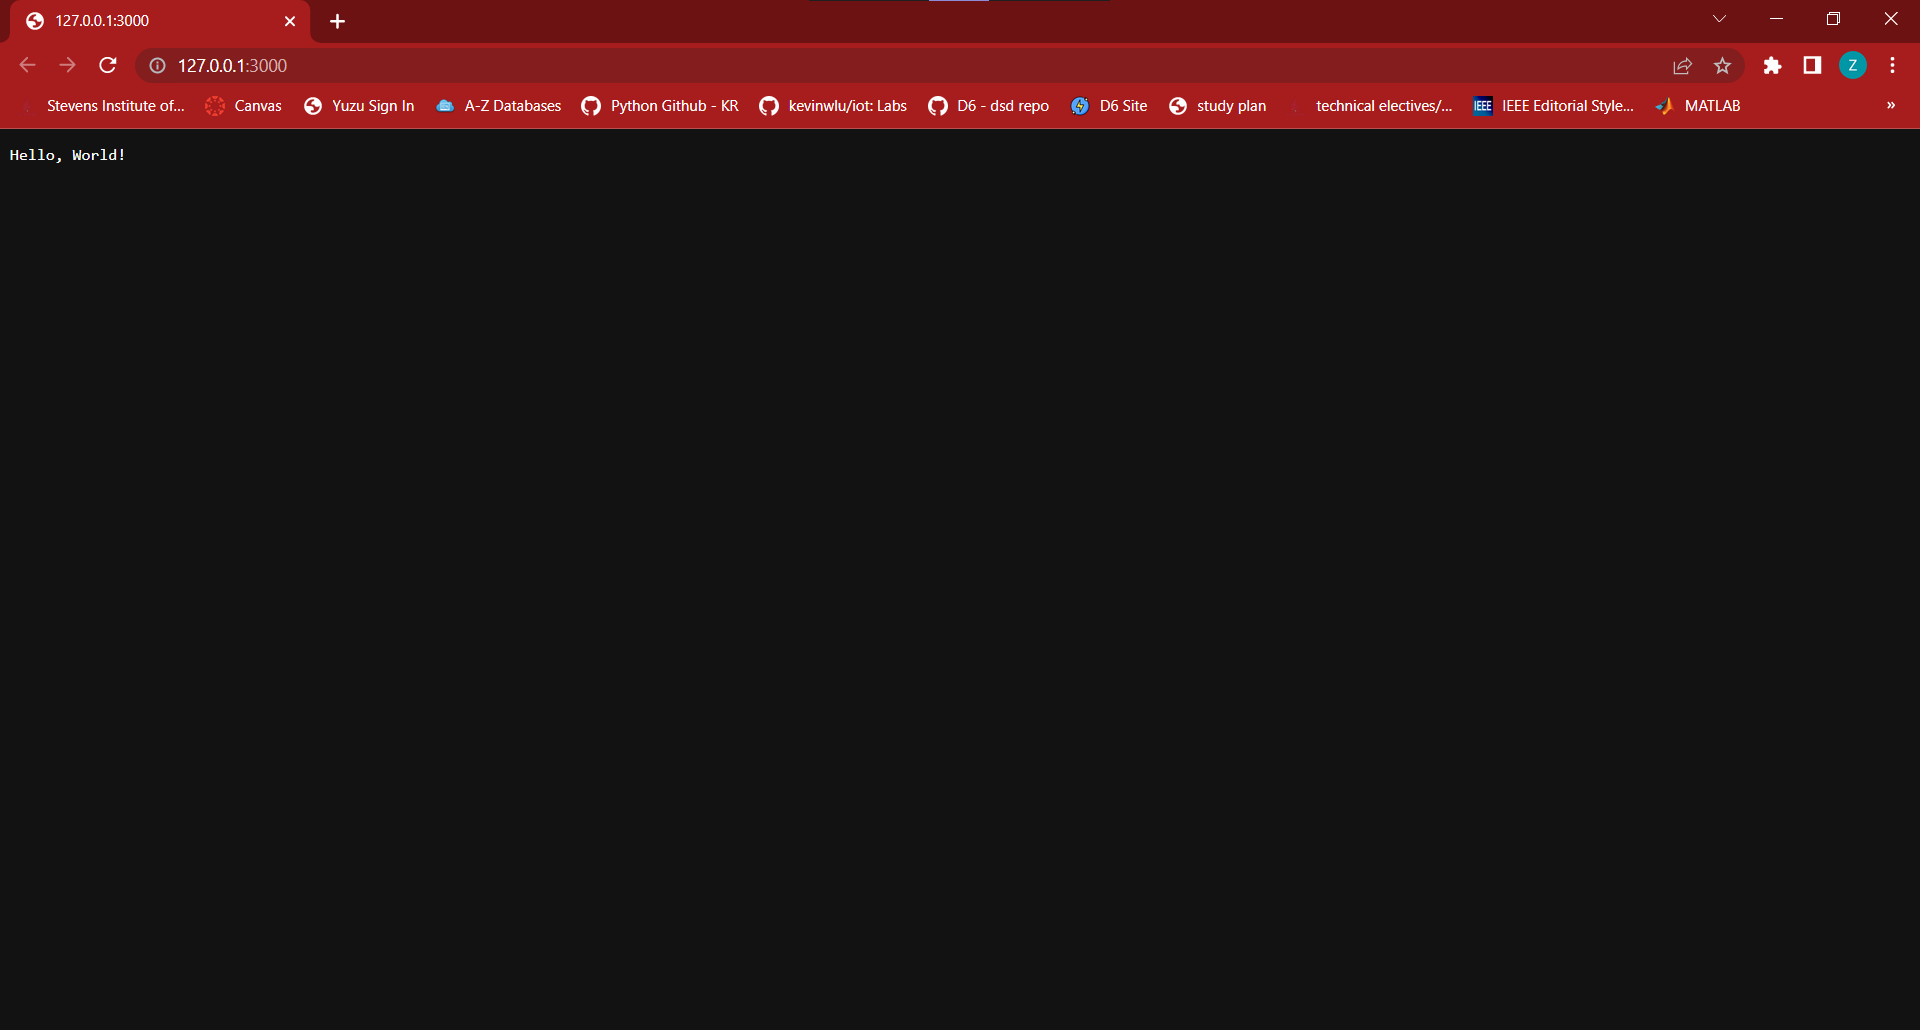 127.0.0.1:3000
127.0.0.1:3000
Z
Stevens Institute of... Canvas Yuzu Sign In A-Z Databases Python Github - KR kevinwlu/iot: Labs D6 - dsd repo D6 Site study plan technical electives/... IEEE IEEE Editorial Style... MATLAB »
Hello, World!